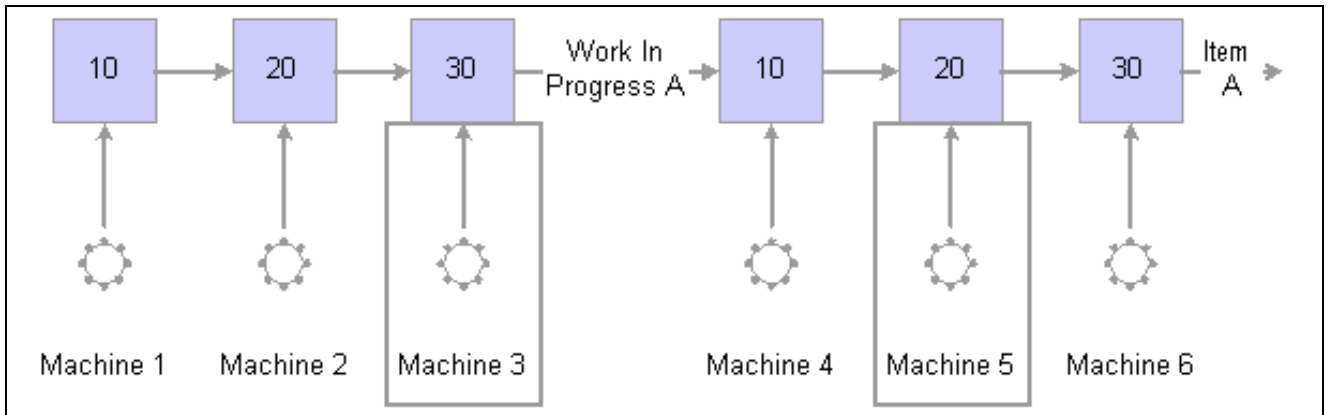 10
20
30
Work In
Progress A
10
20
30
Item
A
Machine 1
Machine 2
Machine 3
Machine 4
Machine 5
Machine 6